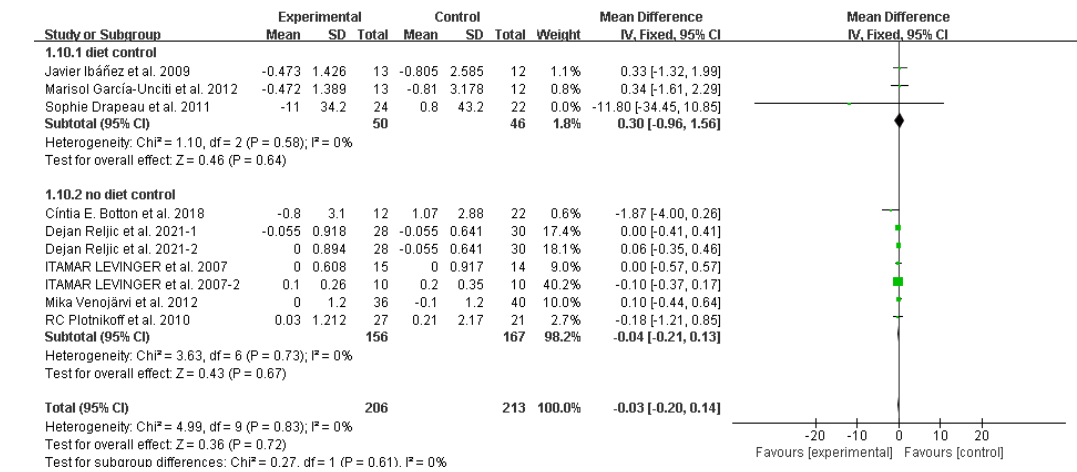 Experimental Control Mean Difference Mean Difference
Study or Subgroup Mean SD Total Mean SD Total Weight IV, Fixed, 95% CI IV, Fixed, 95% CI
1.10.1 diet control
Javier Ibáñez et al. 2009 -0.473 1.426 13 -0.805 2.585 12 1.1% 0.33 [-1.32, 1.99]
Marisol García-Unciti et al. 2012 -0.472 1.389 13 -0.81 3.178 12 0.8% 0.34 [-1.61, 2.29]
Sophie Drapeau et al. 2011 -11 34.2 24 0.8 43.2 22 0.0% -11.80 [-34.45, 10.85]
Subtotal (95% CI) 50 46 1.8% 0.30 [-0.96, 1.56]
Heterogeneity: Chi² = 1.10, df = 2 (P = 0.58); I² = 0%
Test for overall effect: Z = 0.46 (P = 0.64)
1.10.2 no diet control
Cíntia E. Botton et al. 2018 -0.8 3.1 12 1.07 2.88 22 0.6% -1.87 [-4.00, 0.26]
Dejan Reljic et al. 2021-1 -0.055 0.918 28 -0.055 0.641 30 17.4% 0.00 [-0.41, 0.41]
Dejan Reljic et al. 2021-2 0 0.894 28 -0.055 0.641 30 18.1% 0.06 [-0.35, 0.46]
ITAMAR LEVINGER et al. 2007 0 0.608 15 0 0.917 14 9.0% 0.00 [-0.57, 0.57]
ITAMAR LEVINGER et al. 2007-2 0.1 0.26 10 0.2 0.35 10 40.2% -0.10 [-0.37, 0.17]
Mika Venojärvi et al. 2012 0 1.2 36 -0.1 1.2 40 10.0% 0.10 [-0.44, 0.64]
RC Plotnikoff et al. 2010 0.03 1.212 27 0.21 2.17 21 2.7% -0.18 [-1.21, 0.85]
Subtotal (95% CI) 156 167 98.2% -0.04 [-0.21, 0.13]
Heterogeneity: Chi² = 3.63, df = 6 (P = 0.73); I² = 0%
Test for overall effect: Z = 0.43 (P = 0.67)
Total (95% CI) 206 213 100.0% -0.03 [-0.20, 0.14]
Heterogeneity: Chi² = 4.99, df = 9 (P = 0.83); I² = 0%
Test for overall effect: Z = 0.36 (P = 0.72)
Test for subgroup differences: Chi² = 0.27, df = 1 (P = 0.61), I² = 0%
-20 -10 0 10 20
Favours [experimental] Favours [control]